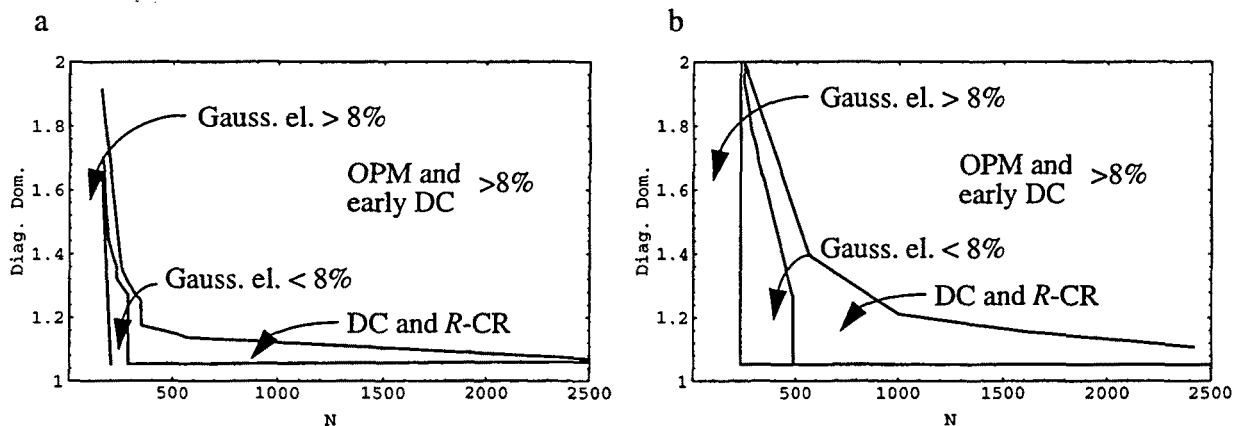 a
b
2
1.8
1.6
1.4
1.2
1
Diag. Dom.
Gauss. el. > 8%
OPM and
early DC
>8%
Gauss. el. < 8%
DC and R-CR
500
1000
1500
2000
2500
N
2
1.8
1.6
1.4
1.2
1
Diag. Dom.
Gauss. el. > 8%
OPM and
early DC
>8%
Gauss. el. < 8%
DC and R-CR
500
1000
1500
2000
2500
N